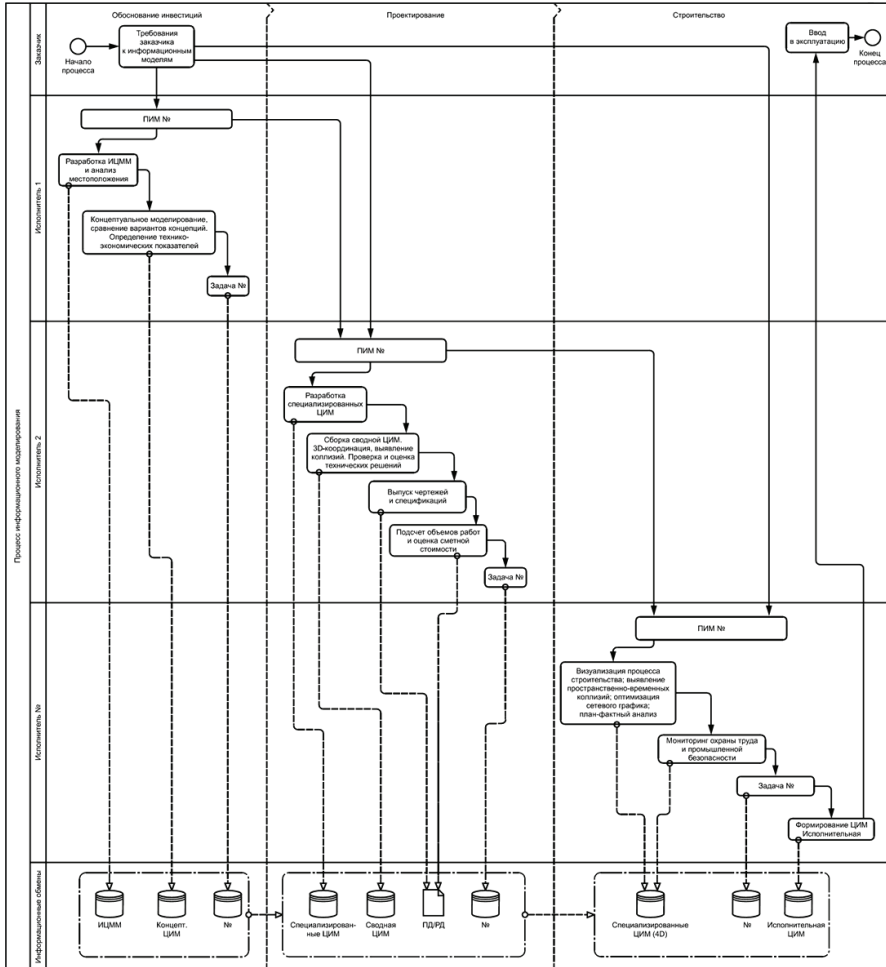 Обоснование инвестиций
Проектирование
Строительство
Процесс информационного моделирования
Заказчик
Начало
процесса
Требования
заказчика
к информационным
моделям
Ввод
в эксплуатацию
Конец
процесса
Исполнитель 1
ПИМ №
Разработка ИЦММ
и анализ
местоположения
Концептуальное моделирование,
сравнение вариантов концепций.
Определение технико-
экономических показателей
Задача №
Исполнитель 2
ПИМ №
Разработка
специализированных
ЦИМ
Сборка сводной ЦИМ.
3D-координация, выявление
коллизий. Проверка и оценка
технических решений
Выпуск чертежей
и спецификаций
Подсчет объемов работ
и оценка сметной
стоимости
Задача №
Исполнитель №
ПИМ №
Визуализация процесса
строительства; выявление
пространственно-временных
коллизий; оптимизация
сетевого графика;
план-фактный анализ
Мониторинг охраны труда
и промышленной
безопасности
Задача №
Формирование ЦИМ
Исполнительная
Информационные обмены
ИЦММ
Концепт.
ЦИМ
№
Специализирован-
ные ЦИМ
Сводная
ЦИМ
ПД/РД
№
Специализированные
ЦИМ (4D)
№
Исполнительная
ЦИМ